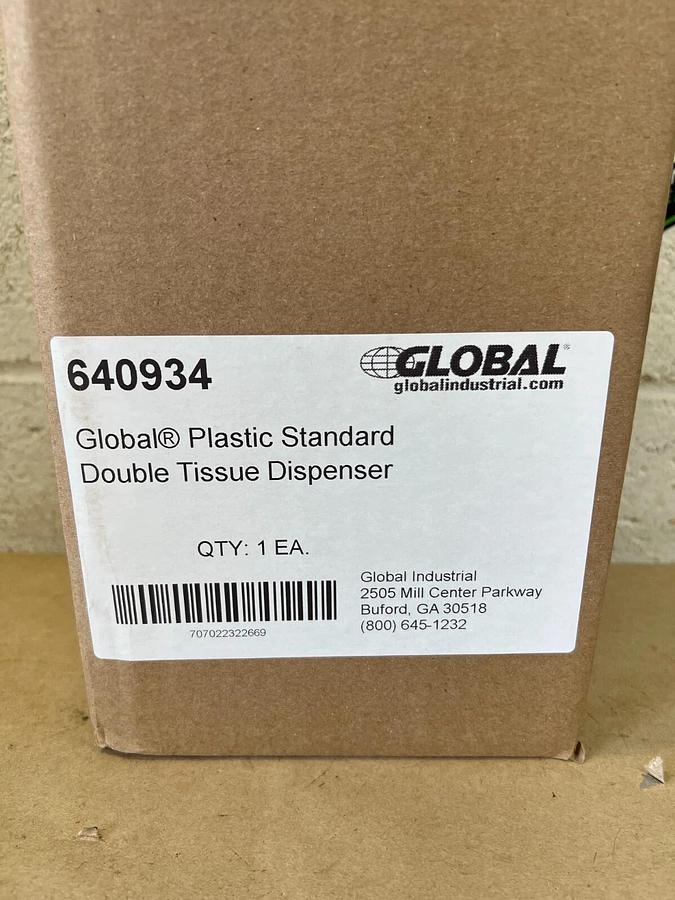 640934
GLOBAL®
globalindustrial.com
Global® Plastic Standard
Double Tissue Dispenser
QTY: 1 EA.
707022322669
Global Industrial
2505 Mill Center Parkway
Buford, GA 30518
(800) 645-1232